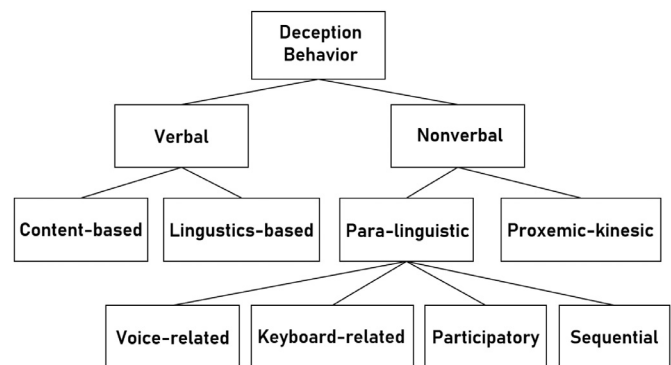 Deception
Behavior
Verbal
Nonverbal
Content-based
Lingustics-based
Para-linguistic
Proxemic-kinesic
Voice-related
Keyboard-related
Participatory
Sequential